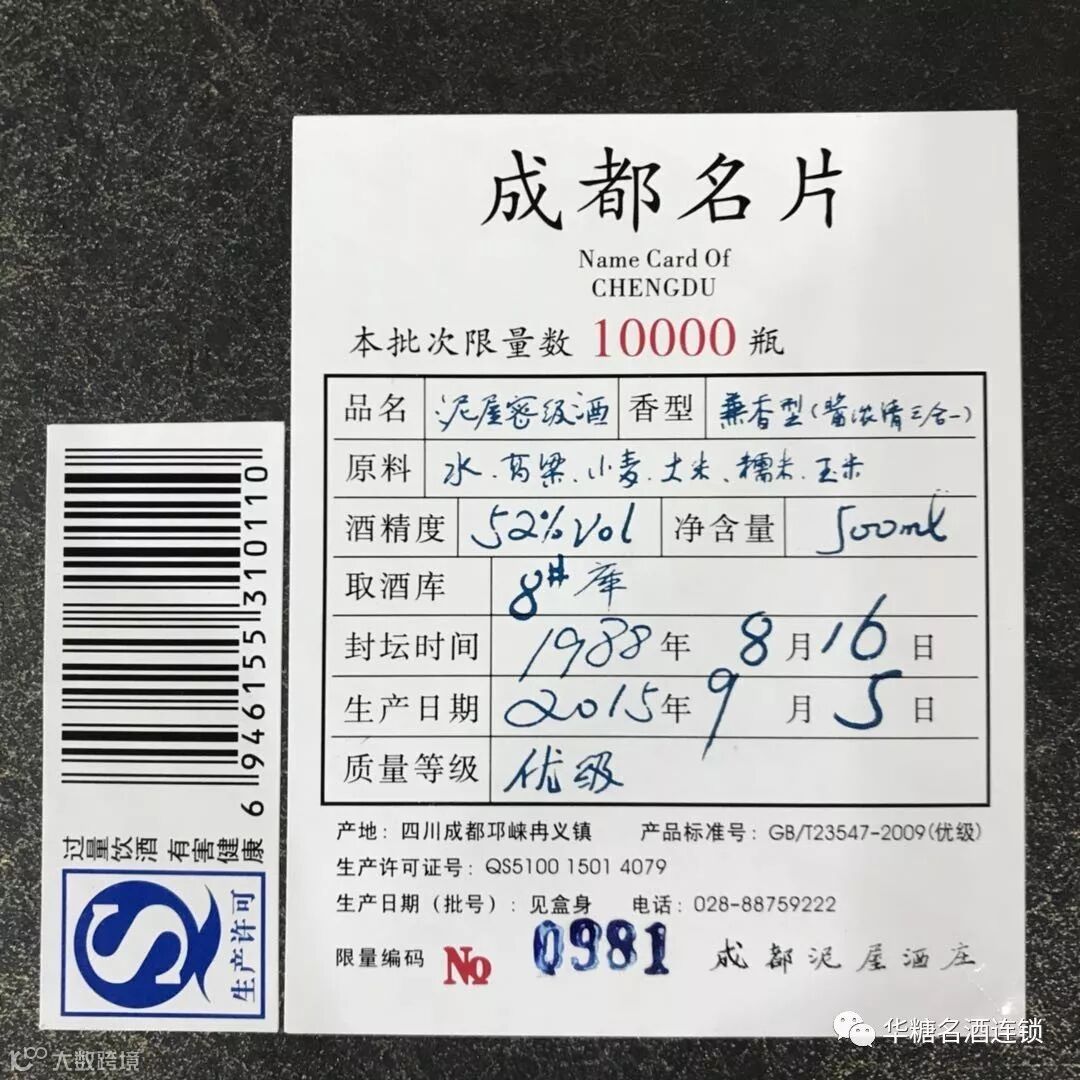 成都名片
Name Card Of
CHENGDU
本批次限量数 10000 瓶
品名 泥屋密级酒 香型 兼香型(酱浓清三合一)
原料 水、高粱、小麦、大米、糯米、玉米
酒精度 52%Vol 净含量 500ml
取酒库 8#库
封坛时间 1988年 8月16日
生产日期 2015年 9月 5日
质量等级 优级
产地: 四川成都邛崃冉义镇 产品标准号: GB/T23547-2009(优级)
生产许可证号: QS5100 1501 4079
生产日期(批号): 见盒身 电话: 028-88759222
限量编码 No 0981 成都泥屋酒庄
6 946155 310110
过量饮酒 有害健康
生产许可
华糖名酒连锁
大数跨境